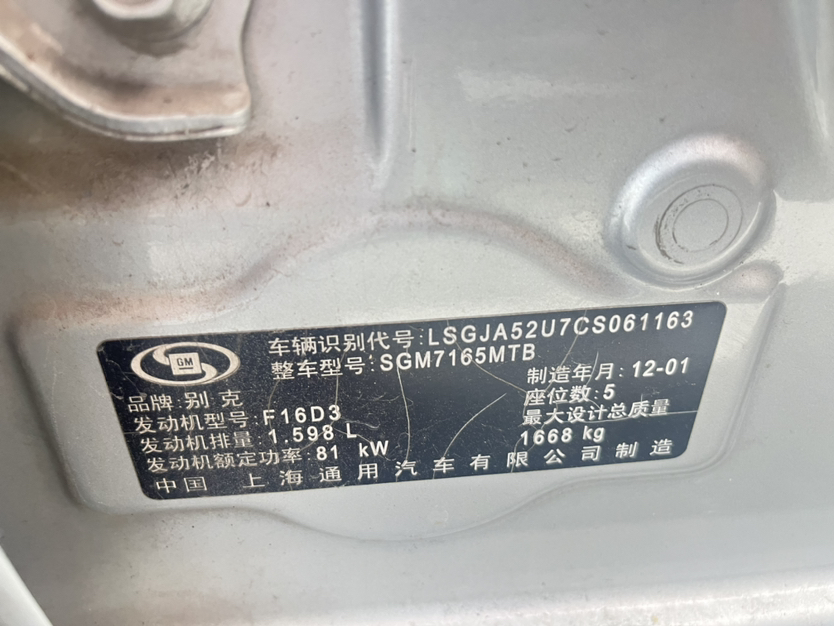 GM
车辆识别代号:LSGJA52U7CS061163
整车型号:SGM7165MTB
制造年月:12-01
品牌:别克
座位数:5
发动机型号:F16D3
最大设计总质量
发动机排量:1.598 L
1668 kg
发动机额定功率:81 kW
中国 上海通用汽车有限公司制造